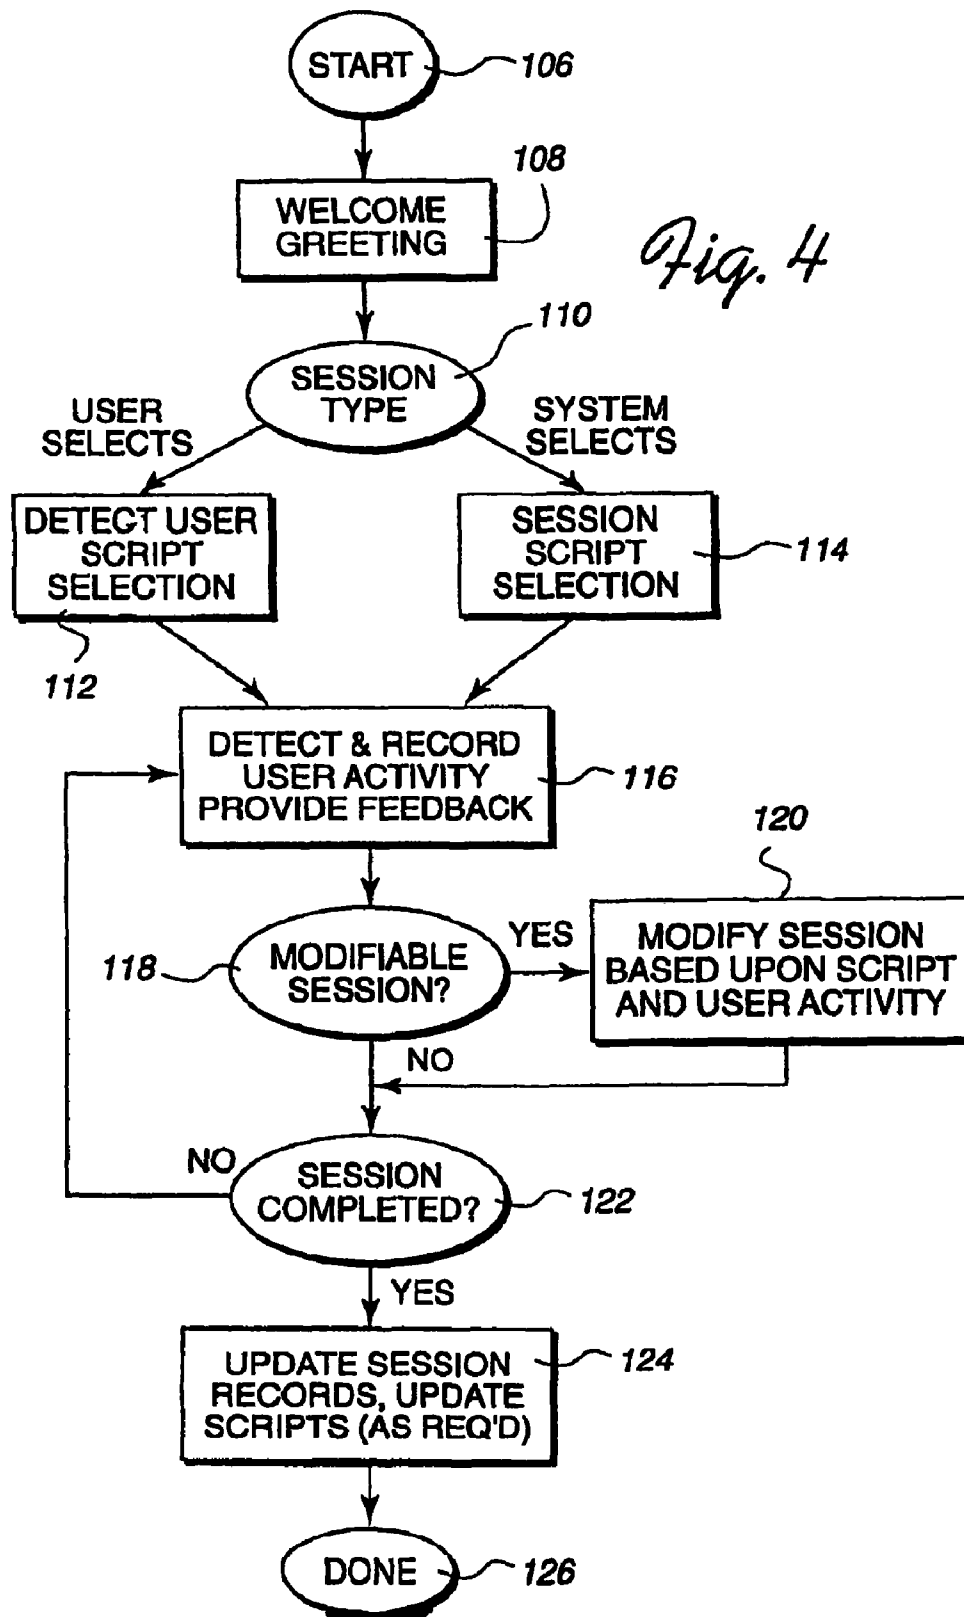 START
106
108
WELCOME
GREETING
Fig. 4
110
SESSION
TYPE
USER
SELECTS
SYSTEM
SELECTS
DETECT USER
SCRIPT
SELECTION
112
SESSION
SCRIPT
SELECTION
114
DETECT & RECORD
USER ACTIVITY
PROVIDE FEEDBACK
116
120
118
MODIFIABLE
SESSION?
YES
MODIFY SESSION
BASED UPON SCRIPT
AND USER ACTIVITY
NO
NO
SESSION
COMPLETED?
122
YES
UPDATE SESSION
RECORDS, UPDATE
SCRIPTS (AS REQ'D)
124
DONE
126